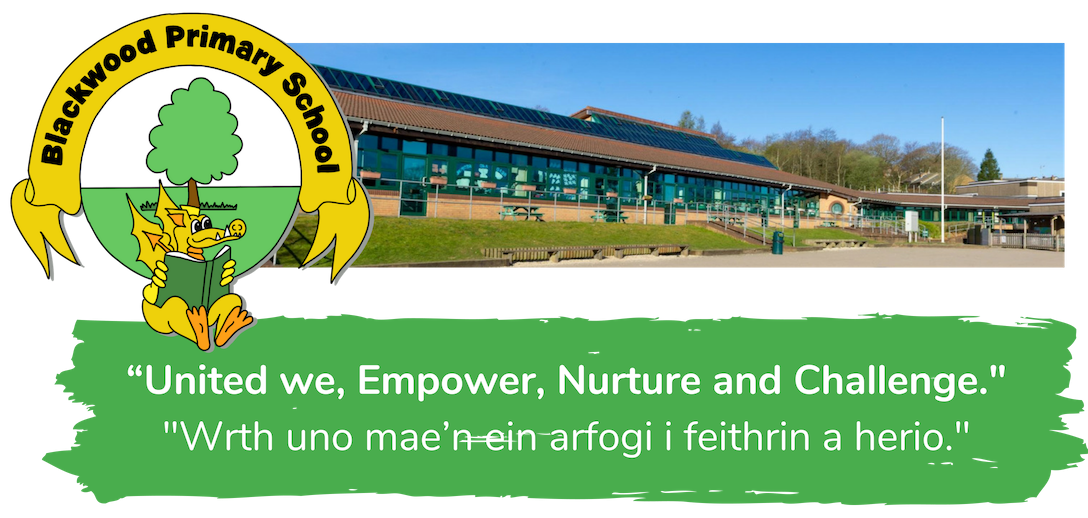 Blackwood Primary School
“United we, Empower, Nurture and Challenge."
"Wrth uno mae’n ein arfogi i feithrin a herio."